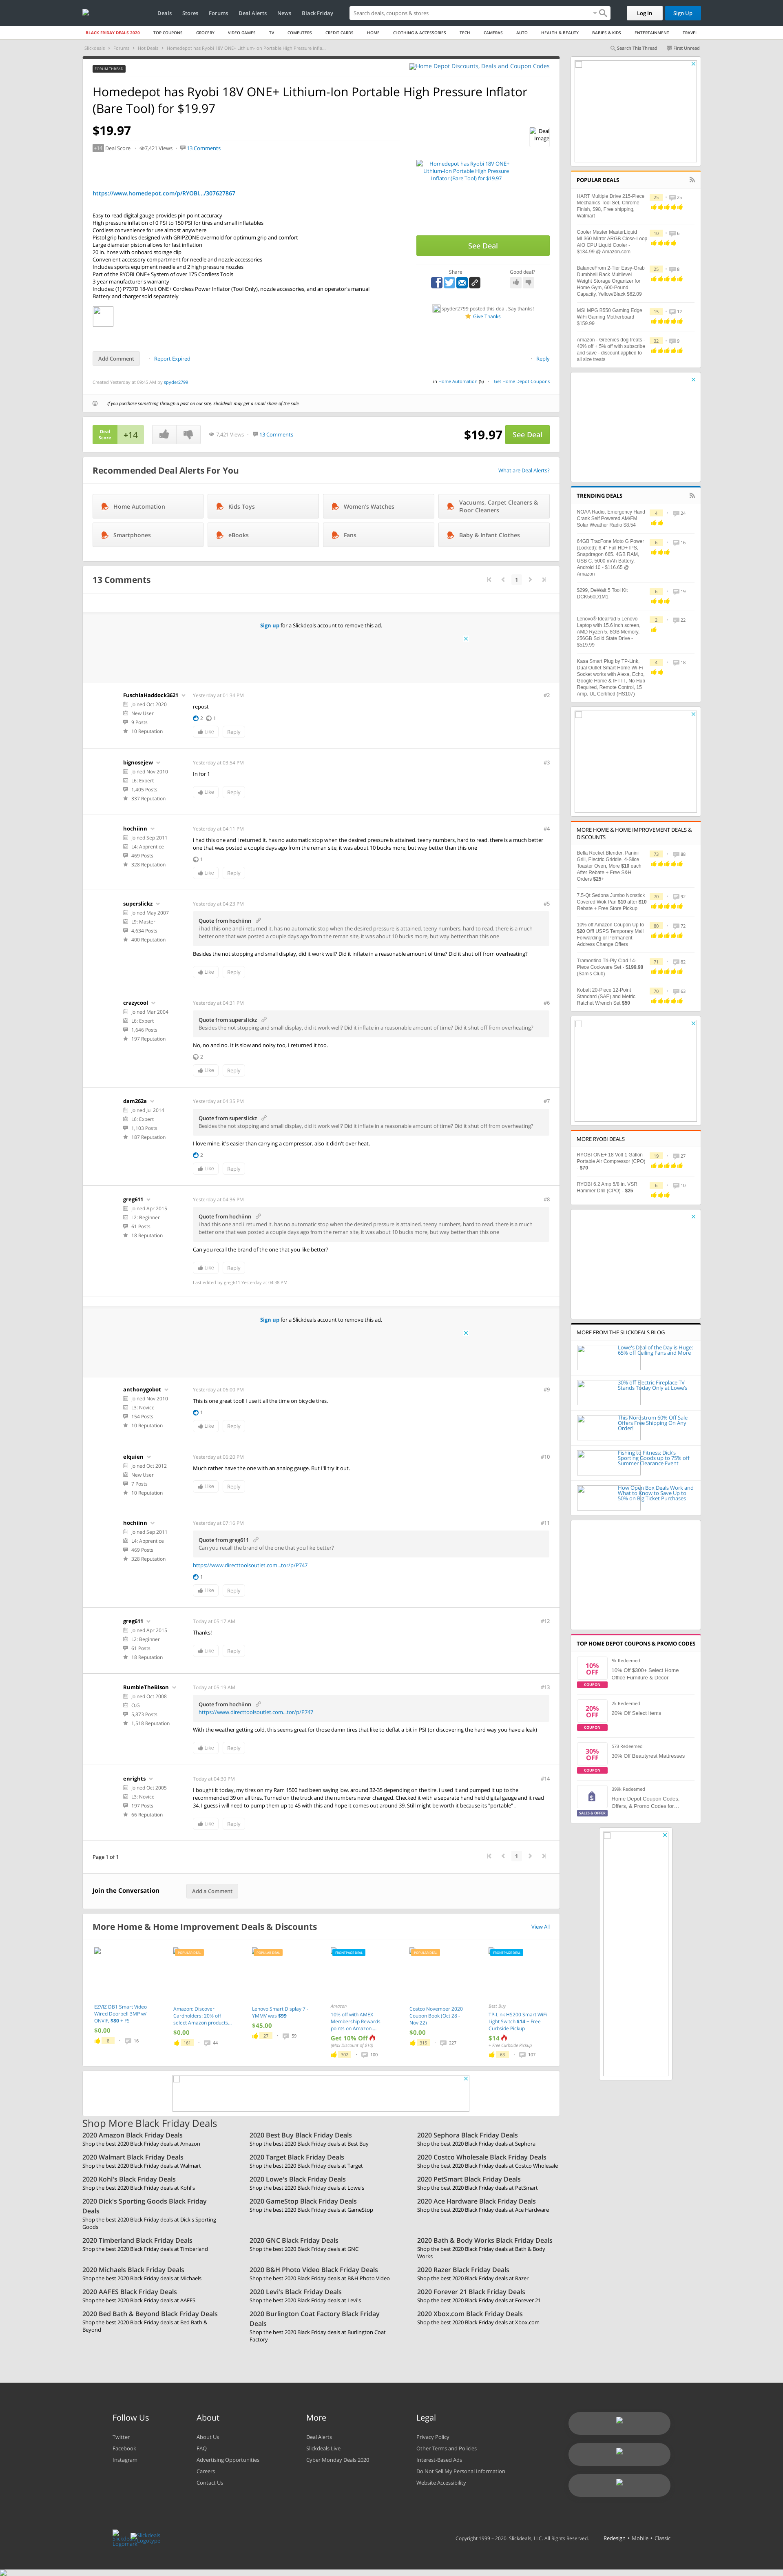 Deals Stores Forums Deal Alerts News Black Friday Search deals, coupons & stores Log In Sign Up
BLACK FRIDAY DEALS 2020 TOP COUPONS GROCERY VIDEO GAMES TV COMPUTERS CREDIT CARDS HOME CLOTHING & ACCESSORIES TECH CAMERAS AUTO HEALTH & BEAUTY BABIES & KIDS ENTERTAINMENT TRAVEL
Slickdeals > Forums > Hot Deals > Homedepot has Ryobi 18V ONE+ Lithium-Ion Portable High Pressure Infla...
Search This Thread First Unread
FORUM THREAD
Home Depot Discounts, Deals and Coupon Codes
Homedepot has Ryobi 18V ONE+ Lithium-Ion Portable High Pressure Inflator
(Bare Tool) for $19.97
$19.97
Deal Image
+14 Deal Score 7,421 Views 13 Comments
Homedepot has Ryobi 18V ONE+
Lithium-Ion Portable High Pressure
Inflator (Bare Tool) for $19.97
https://www.homedepot.com/p/RYOBI.../307627867
Easy to read digital gauge provides pin point accuracy
High pressure inflation of 0 PSI to 150 PSI for tires and small inflatables
Cordless convenience for use almost anywhere
Pistol grip handles designed with GRIPZONE overmold for optimum grip and comfort
Large diameter piston allows for fast inflation
20 in. hose with onboard storage clip
Convenient accessory compartment for needle and nozzle accessories
Includes sports equipment needle and 2 high pressure nozzles
Part of the RYOBI ONE+ System of over 175 Cordless Tools
3-year manufacturer's warranty
Includes: (1) P737D 18-Volt ONE+ Cordless Power Inflator (Tool Only), nozzle accessories, and an operator's manual
Battery and charger sold separately
See Deal
Share Good deal?
spyder2799 posted this deal. Say thanks!
Give Thanks
Add Comment Report Expired Reply
Created Yesterday at 09:45 AM by spyder2799
in Home Automation (5) Get Home Depot Coupons
If you purchase something through a post on our site, Slickdeals may get a small share of the sale.
Deal Score +14 7,421 Views 13 Comments $19.97 See Deal
Recommended Deal Alerts For You
What are Deal Alerts?
Home Automation Kids Toys Women's Watches Vacuums, Carpet Cleaners & Floor Cleaners
Smartphones eBooks Fans Baby & Infant Clothes
13 Comments
1
Sign up for a Slickdeals account to remove this ad.
FuschiaHaddock3621 Yesterday at 01:34 PM #2
Joined Oct 2020
New User
9 Posts
10 Reputation
repost
2 1
Like Reply
bignosejew Yesterday at 03:54 PM #3
Joined Nov 2010
L6: Expert
1,405 Posts
337 Reputation
In for 1
Like Reply
hochiinn Yesterday at 04:11 PM #4
Joined Sep 2011
L4: Apprentice
469 Posts
328 Reputation
i had this one and i returned it. has no automatic stop when the desired pressure is attained. teeny numbers, hard to read. there is a much better
one that was posted a couple days ago from the reman site, it was about 10 bucks more, but way better than this one
1
Like Reply
superslickz Yesterday at 04:23 PM #5
Joined May 2007
L9: Master
4,634 Posts
400 Reputation
Quote from hochiinn
i had this one and i returned it. has no automatic stop when the desired pressure is attained. teeny numbers, hard to read. there is a much
better one that was posted a couple days ago from the reman site, it was about 10 bucks more, but way better than this one
Besides the not stopping and small display, did it work well? Did it inflate in a reasonable amount of time? Did it shut off from overheating?
Like Reply
crazycool Yesterday at 04:31 PM #6
Joined Mar 2004
L6: Expert
1,646 Posts
197 Reputation
Quote from superslickz
Besides the not stopping and small display, did it work well? Did it inflate in a reasonable amount of time? Did it shut off from overheating?
No, no and no. It is slow and noisy too, I returned it too.
2
Like Reply
dam262a Yesterday at 04:35 PM #7
Joined Jul 2014
L6: Expert
1,103 Posts
187 Reputation
Quote from superslickz
Besides the not stopping and small display, did it work well? Did it inflate in a reasonable amount of time? Did it shut off from overheating?
I love mine, it's easier than carrying a compressor. also it didn't over heat.
2
Like Reply
greg611 Yesterday at 04:36 PM #8
Joined Apr 2015
L2: Beginner
61 Posts
18 Reputation
Quote from hochiinn
i had this one and i returned it. has no automatic stop when the desired pressure is attained. teeny numbers, hard to read. there is a much
better one that was posted a couple days ago from the reman site, it was about 10 bucks more, but way better than this one
Can you recall the brand of the one that you like better?
Like Reply
Last edited by greg611 Yesterday at 04:38 PM.
Sign up for a Slickdeals account to remove this ad.
anthonygobot Yesterday at 06:00 PM #9
Joined Nov 2010
L3: Novice
154 Posts
10 Reputation
This is one great tool! I use it all the time on bicycle tires.
1
Like Reply
elquien Yesterday at 06:20 PM #10
Joined Oct 2012
New User
7 Posts
10 Reputation
Much rather have the one with an analog gauge. But I'll try it out.
Like Reply
hochiinn Yesterday at 07:16 PM #11
Joined Sep 2011
L4: Apprentice
469 Posts
328 Reputation
Quote from greg611
Can you recall the brand of the one that you like better?
https://www.directtoolsoutlet.com...tor/p/P747
1
Like Reply
greg611 Today at 05:17 AM #12
Joined Apr 2015
L2: Beginner
61 Posts
18 Reputation
Thanks!
Like Reply
RumbleTheBison Today at 05:19 AM #13
Joined Oct 2008
O.G.
5,873 Posts
1,518 Reputation
Quote from hochiinn
https://www.directtoolsoutlet.com...tor/p/P747
With the weather getting cold, this seems great for those damn tires that like to deflat a bit in PSI (or discovering the hard way you have a leak)
Like Reply
enrights Today at 04:30 PM #14
Joined Oct 2005
L3: Novice
197 Posts
66 Reputation
I bought it today, my tires on my Ram 1500 had been saying low. around 32-35 depending on the tire. I used it and pumped it up to the
recommended 39 on all tires. Turned on the truck and the numbers never changed. Checked it with a separate hand held digital gauge and it read
34. I guess i will need to pump them up to 45 with this and it comes out around 39. Still might be worth it because its "portable" .
Like Reply
Page 1 of 1 1
Join the Conversation Add a Comment
More Home & Home Improvement Deals & Discounts View All
EZVIZ DB1 Smart Video Wired Doorbell 3MP w/ ONVIF, $80 + FS
$0.00
8 16
POPULAR DEAL
Amazon: Discover Cardholders: 20% off select Amazon products...
$0.00
161 44
POPULAR DEAL
Lenovo Smart Display 7 - YMMV was $99
$45.00
27 59
FRONTPAGE DEAL
Amazon
10% off with AMEX Membership Rewards points on Amazon...
Get 10% Off
(Max Discount of $15)
302 190
POPULAR DEAL
Costco November 2020 Coupon Book (Oct 28 - Nov 22)
$0.00
315 227
FRONTPAGE DEAL
Best Buy
TP-Link HS200 Smart WiFi Light Switch $14 + Free Curbside Pickup
$14
+ Free Curbside Pickup
63 107
Shop More Black Friday Deals
2020 Amazon Black Friday Deals
Shop the best 2020 Black Friday deals at Amazon
2020 Best Buy Black Friday Deals
Shop the best 2020 Black Friday deals at Best Buy
2020 Sephora Black Friday Deals
Shop the best 2020 Black Friday deals at Sephora
2020 Walmart Black Friday Deals
Shop the best 2020 Black Friday deals at Walmart
2020 Target Black Friday Deals
Shop the best 2020 Black Friday deals at Target
2020 Costco Wholesale Black Friday Deals
Shop the best 2020 Black Friday deals at Costco Wholesale
2020 Kohl's Black Friday Deals
Shop the best 2020 Black Friday deals at Kohl's
2020 Lowe's Black Friday Deals
Shop the best 2020 Black Friday deals at Lowe's
2020 PetSmart Black Friday Deals
Shop the best 2020 Black Friday deals at PetSmart
2020 Dick's Sporting Goods Black Friday Deals
Shop the best 2020 Black Friday deals at Dick's Sporting Goods
2020 GameStop Black Friday Deals
Shop the best 2020 Black Friday deals at GameStop
2020 Ace Hardware Black Friday Deals
Shop the best 2020 Black Friday deals at Ace Hardware
2020 Timberland Black Friday Deals
Shop the best 2020 Black Friday deals at Timberland
2020 GNC Black Friday Deals
Shop the best 2020 Black Friday deals at GNC
2020 Bath & Body Works Black Friday Deals
Shop the best 2020 Black Friday deals at Bath & Body Works
2020 Michaels Black Friday Deals
Shop the best 2020 Black Friday deals at Michaels
2020 B&H Photo Video Black Friday Deals
Shop the best 2020 Black Friday deals at B&H Photo Video
2020 Razer Black Friday Deals
Shop the best 2020 Black Friday deals at Razer
2020 AAFES Black Friday Deals
Shop the best 2020 Black Friday deals at AAFES
2020 Levi's Black Friday Deals
Shop the best 2020 Black Friday deals at Levi's
2020 Forever 21 Black Friday Deals
Shop the best 2020 Black Friday deals at Forever 21
2020 Bed Bath & Beyond Black Friday Deals
Shop the best 2020 Black Friday deals at Bed Bath & Beyond
2020 Burlington Coat Factory Black Friday Deals
Shop the best 2020 Black Friday deals at Burlington Coat Factory
2020 Xbox.com Black Friday Deals
Shop the best 2020 Black Friday deals at Xbox.com
POPULAR DEALS
HART Multiple Drive 215-Piece Mechanics Tool Set, Chrome Finish, $98, Free shipping, Walmart
25 25
Cooler Master MasterLiquid ML360 Mirror ARGB Close-Loop AIO CPU Liquid Cooler - $134.99 @ Amazon.com
10 6
BalanceFrom 2-Tier Easy-Grab Dumbbell Rack Multilevel Weight Storage Organizer for Home Gym, 600-Pound Capacity, Yellow/Black $62.09
25 8
MSI MPG B550 Gaming Edge WiFi Gaming Motherboard $159.99
15 12
Amazon - Greenies dog treats - 40% off + 5% off with subscribe and save - discount applied to all size treats
32 9
TRENDING DEALS
NOAA Radio, Emergency Hand Crank Self Powered AM/FM Solar Weather Radio $8.54
4 24
64GB TracFone Moto G Power (Locked): 6.4" Full HD+ IPS, Snapdragon 665, 4GB RAM, USB C, 5000 mAh Battery, Android 10 - $116.65 @ Amazon
6 16
$299, DeWalt 5 Tool Kit DCK560D1M1
6 19
Lenovo® IdeaPad 5 Lenovo Laptop with 15.6 inch screen, AMD Ryzen 5, 8GB Memory, 256GB Solid State Drive - $519.99
2 22
Kasa Smart Plug by TP-Link, Dual Outlet Smart Home Wi-Fi Socket works with Alexa, Echo, Google Home & IFTTT, No Hub Required, Remote Control, 15 Amp, UL Certified (HS107)
4 18
MORE HOME & HOME IMPROVEMENT DEALS & DISCOUNTS
Bella Rocket Blender, Panini Grill, Electric Griddle, 4-Slice Toaster Oven, More $10 each After Rebate + Free S&H Orders $25+
73 88
7.5-Qt Sedona Jumbo Nonstick Covered Wok Pan $10 after $10 Rebate + Free Store Pickup
79 92
10% off Amazon Coupon Up to $20 Off! USPS Temporary Mail Forwarding or Permanent Address Change Offers
80 72
Tramontina Tri-Ply Clad 14-Piece Cookware Set - $199.98 (Sam's Club)
71 82
Kobalt 20-Piece 12-Point Standard (SAE) and Metric Ratchet Wrench Set $50
70 63
MORE RYOBI DEALS
RYOBI ONE+ 18 Volt 1 Gallon Portable Air Compressor (CPO) - $70
18 27
RYOBI 6.2 Amp 5/8 in. VSR Hammer Drill (CPO) - $25
6 10
MORE FROM THE SLICKDEALS BLOG
Lowe's Deal of the Day is Huge: 65% off Ceiling Fans and More
30% off Electric Fireplace TV Stands Today Only at Lowe's
This Nordstrom 60% Off Sale Offers Free Shipping On Any Order!
Fishing to Fitness: Dick's Sporting Goods up to 75% off Summer Clearance Event
How Open Box Deals Work and What to Know to Save Up to 50% on Big Ticket Purchases
TOP HOME DEPOT COUPONS & PROMO CODES
10% OFF COUPON 5k Redeemed
10% Off $300+ Select Home Office Furniture & Decor
20% OFF COUPON 2k Redeemed
20% Off Select Items
30% OFF COUPON 573 Redeemed
30% Off Beautyrest Mattresses
SALES & OFFER 399k Redeemed
Home Depot Coupon Codes, Offers, & Promo Codes for...
Follow Us
Twitter
Facebook
Instagram
About
About Us
FAQ
Advertising Opportunities
Careers
Contact Us
More
Deal Alerts
Slickdeals Live
Cyber Monday Deals 2020
Legal
Privacy Policy
Other Terms and Policies
Interest-Based Ads
Do Not Sell My Personal Information
Website Accessibility
Slickdeals Logomark Slickdeals Logotype
Copyright 1999 - 2020. Slickdeals, LLC. All Rights Reserved. Redesign • Mobile • Classic